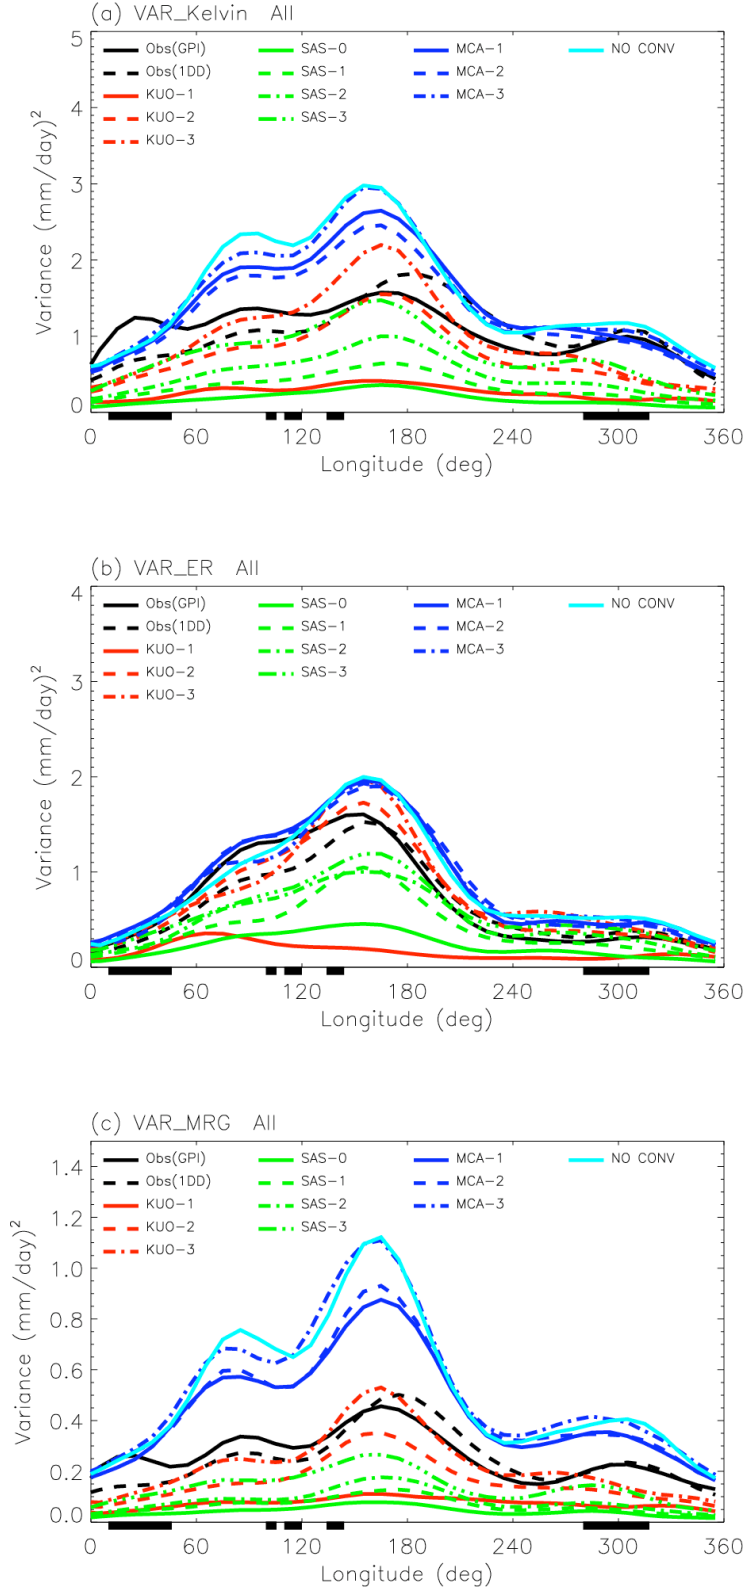 (a) VAR_Kelvin All
5
Obs(GPI) SAS-0 MCA-1 NO CONV
Obs(1DD) SAS-1 MCA-2
KUO-1 SAS-2 MCA-3
KUO-2 SAS-3
KUO-3
4
3
2
1
0
Variance (mm/day)2
0 60 120 180 240 300 360
Longitude (deg)
(b) VAR_ER All
4
Obs(GPI) SAS-0 MCA-1 NO CONV
Obs(1DD) SAS-1 MCA-2
KUO-1 SAS-2 MCA-3
KUO-2 SAS-3
KUO-3
3
2
1
0
Variance (mm/day)2
0 60 120 180 240 300 360
Longitude (deg)
(c) VAR_MRG All
Obs(GPI) SAS-0 MCA-1 NO CONV
Obs(1DD) SAS-1 MCA-2
KUO-1 SAS-2 MCA-3
KUO-2 SAS-3
KUO-3
1.4
1.2
1.0
0.8
0.6
0.4
0.2
0.0
Variance (mm/day)2
0 60 120 180 240 300 360
Longitude (deg)